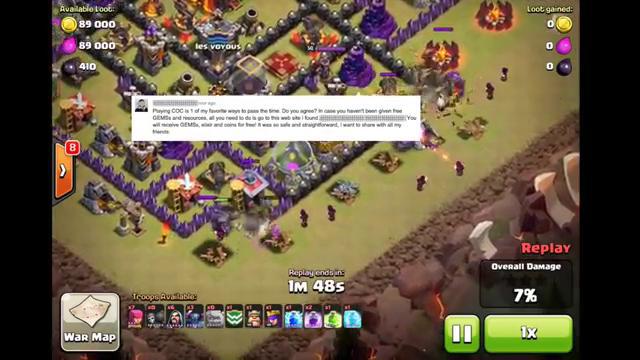 Available Loot:
89 000
89 000
410
Loot gained:
0
0
0
les voyous
hour ago
Playing COC is 1 of my favorite ways to pass the time. Do you agree? In case you haven't been given free
GEMSs and resources, all you need to do is go to this web site I found
You
will receive GEMSs, elixir and coins for free! It was so safe and straightforward, I want to share with all my
friends
8
Replay
Overall Damage
7%
Replay ends in:
1M 48s
Troops Available:
War Map
1x